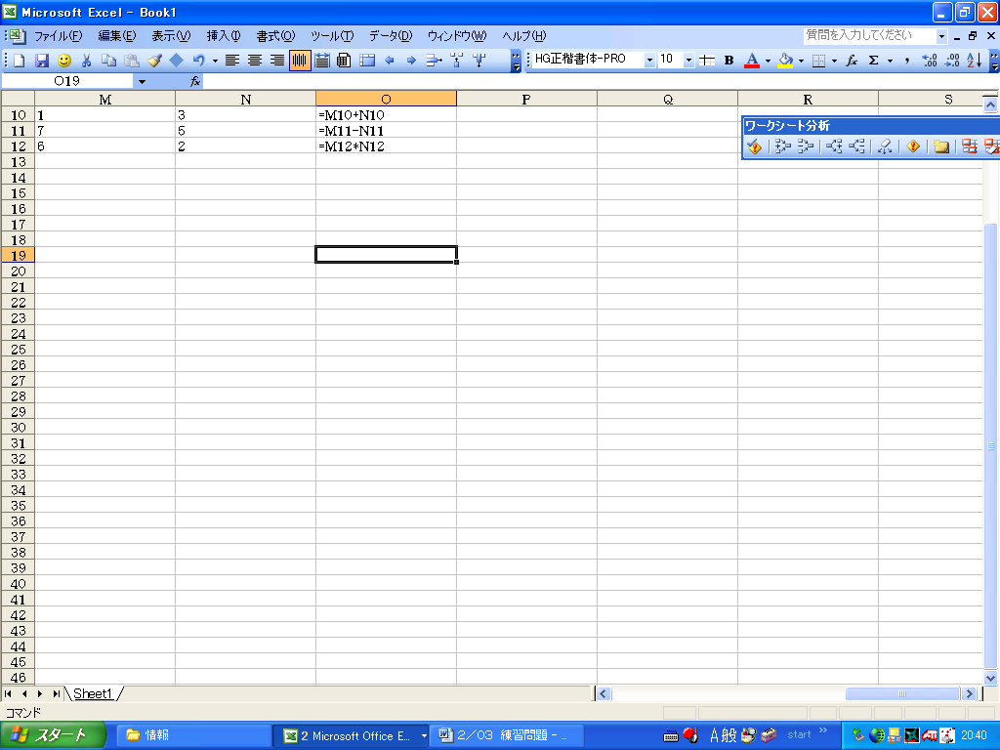 Microsoft Excel - Book1
ファイル(F) 編集(E) 表示(V) 挿入(I) 書式(O) ツール(T) データ(D) ウィンドウ(W) ヘルプ(H) 質問を入力してください
HG正楷書体-PRO 10 B A fx Σ
O19 fx
M N O P Q R S
10 1 3 =M10+N10
11 7 5 =M11-N11
12 6 2 =M12*N12
ワークシート分析
13
14
15
16
17
18
19
20
21
22
23
24
25
26
27
28
29
30
31
32
33
34
35
36
37
38
39
40
41
42
43
44
45
46
Sheet1
コマンド
スタート 情報 2 Microsoft Office E... 2/03 練習問題 - ... A 般 start 20:40